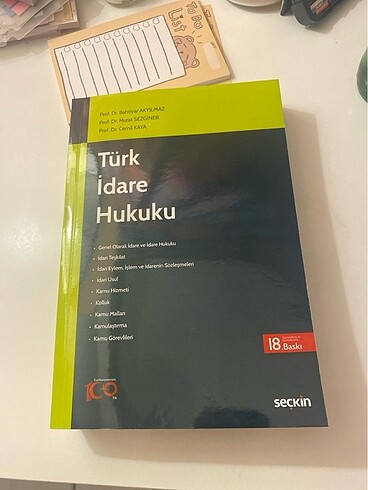 TO DO
LIST
Prof. Dr. Bahtiyar AKYILMAZ
Prof. Dr. Murat SEZGİNER
Prof. Dr. Cemil KAYA
Türk
İdare
Hukuku
• Genel Olarak İdare ve İdare Hukuku
• İdari Teşkilat
• İdari Eylem, İşlem ve İdarenin Sözleşmeleri
• İdari Usul
• Kamu Hizmeti
• Kolluk
• Kamu Malları
• Kamulaştırma
• Kamu Görevlileri
18.Baskı
100
seçkin